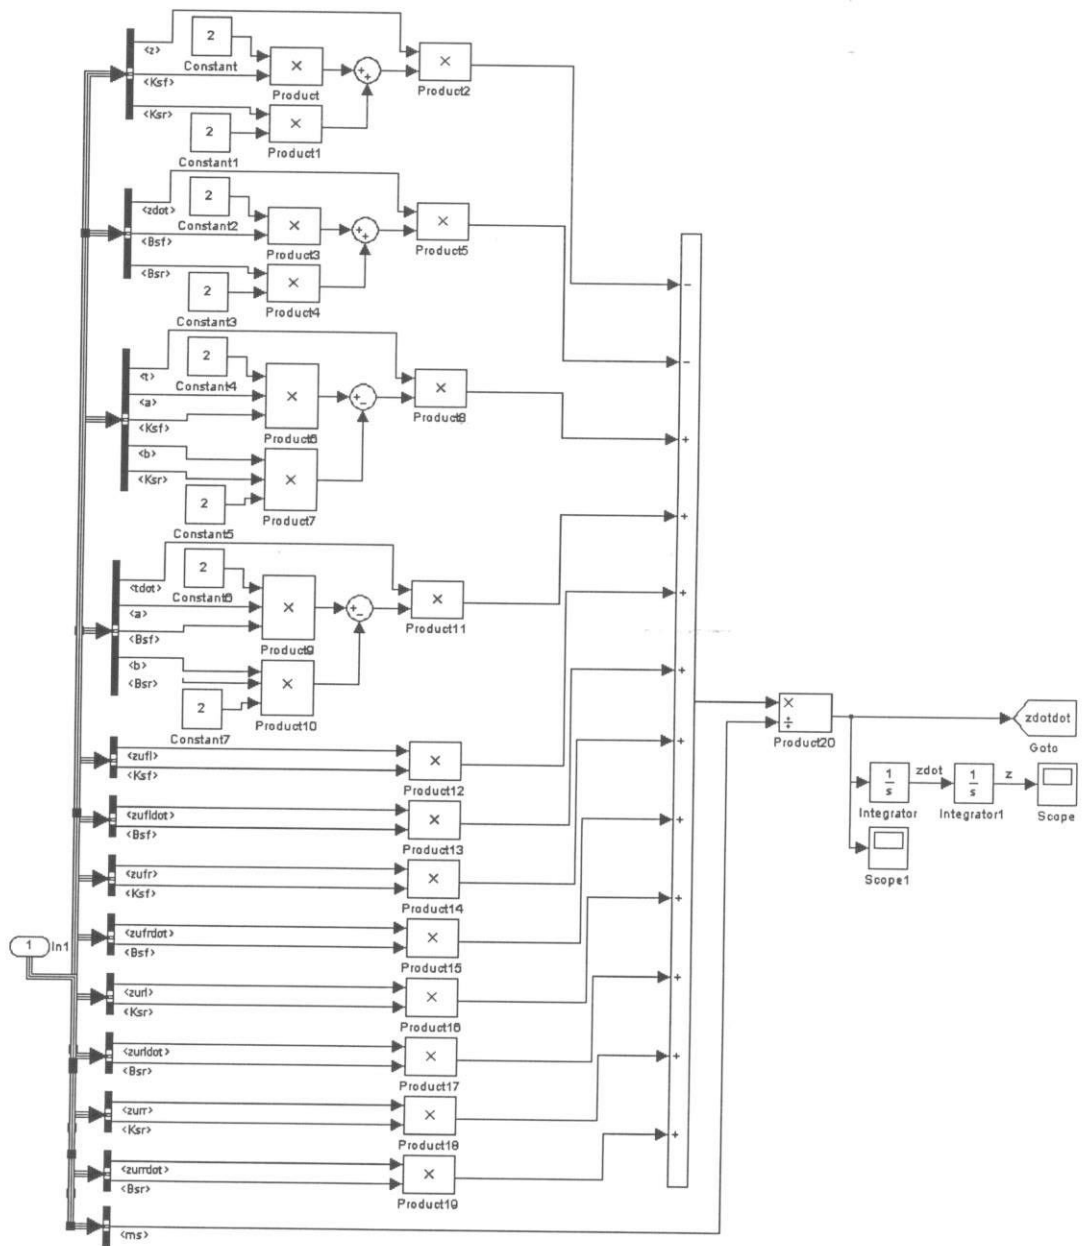 <z>
2
Constant
×
Product
×
Product2
<Ksf>
<Ksr>
2
Constant1
×
Product1
+
+
<zdot>
2
Constant2
×
Product3
×
Product5
<Bsf>
<Bsr>
2
Constant3
×
Product4
+
+
<t>
2
Constant4
<a>
×
Product6
×
Product8
<Ksf>
<b>
<Ksr>
2
Constant5
×
Product7
+
−
<tdot>
2
Constant6
<a>
×
Product9
×
Product11
<Bsf>
<b>
<Bsr>
2
Constant7
×
Product10
+
−
<zufl>
<Ksf>
×
Product12
<zufldot>
<Bsf>
×
Product13
<zufr>
<Ksf>
×
Product14
<zufrdot>
<Bsf>
×
Product15
1
In1
<zurl>
<Ksr>
×
Product16
<zurldot>
<Bsr>
×
Product17
<zurr>
<Ksr>
×
Product18
<zurrdot>
<Bsr>
×
Product19
<ms>
−
−
+
+
+
+
+
+
+
+
+
+
×
÷
Product20
zdotdot
Goto
1
s
Integrator
zdot
1
s
Integrator1
z
Scope
Scope1